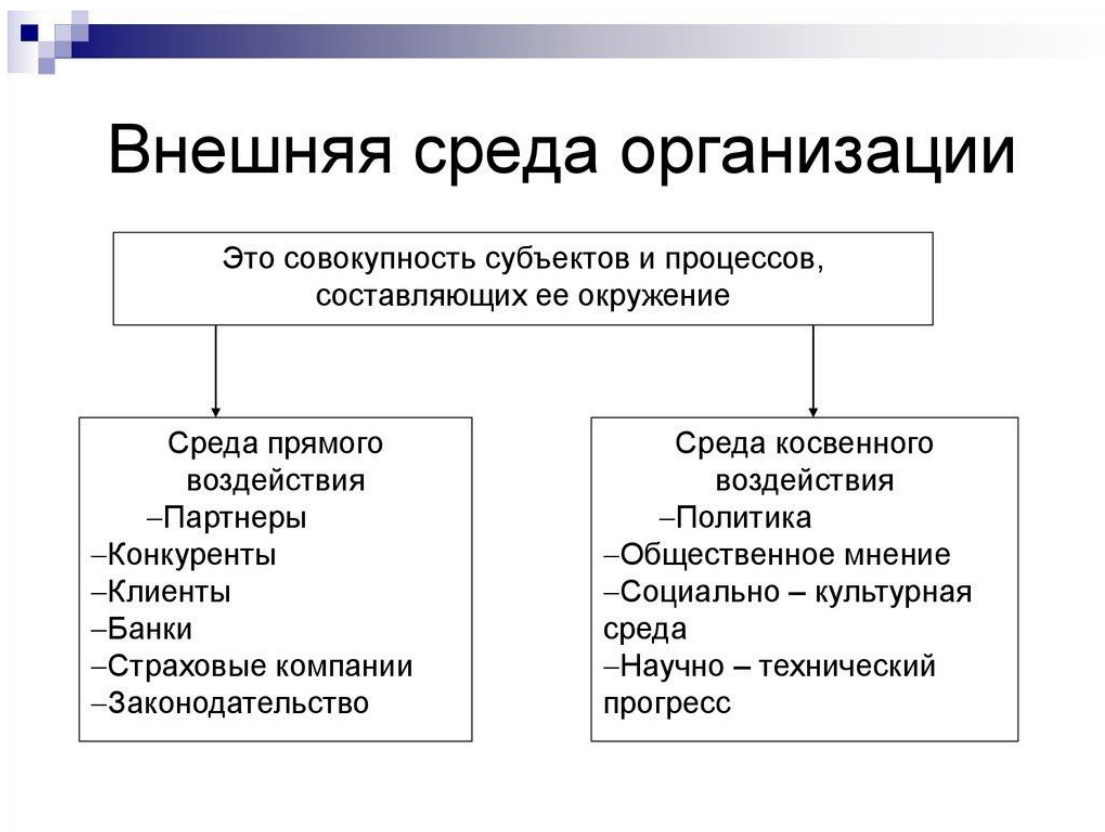 Внешняя среда организации
Это совокупность субъектов и процессов,
составляющих ее окружение
Среда прямого
воздействия
–Партнеры
–Конкуренты
–Клиенты
–Банки
–Страховые компании
–Законодательство
Среда косвенного
воздействия
–Политика
–Общественное мнение
–Социально – культурная
среда
–Научно – технический
прогресс